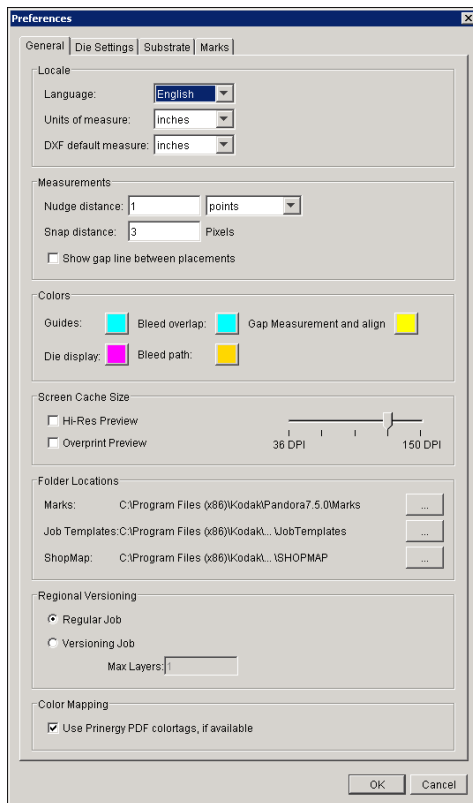 Preferences
General Die Settings Substrate Marks
Locale
Language: English
Units of measure: inches
DXF default measure: inches
Measurements
Nudge distance: 1 points
Snap distance: 3 Pixels
Show gap line between placements
Colors
Guides: Bleed overlap: Gap Measurement and align
Die display: Bleed path:
Screen Cache Size
Hi-Res Preview
Overprint Preview
36 DPI 150 DPI
Folder Locations
Marks: C:\Program Files (x86)\Kodak\Pandora7.5.0\Marks ...
Job Templates:C:\Program Files (x86)\Kodak\... \JobTemplates ...
ShopMap: C:\Program Files (x86)\Kodak\... \SHOPMAP ...
Regional Versioning
Regular Job
Versioning Job
Max Layers: 1
Color Mapping
Use Prinergy PDF colortags, if available
OK Cancel